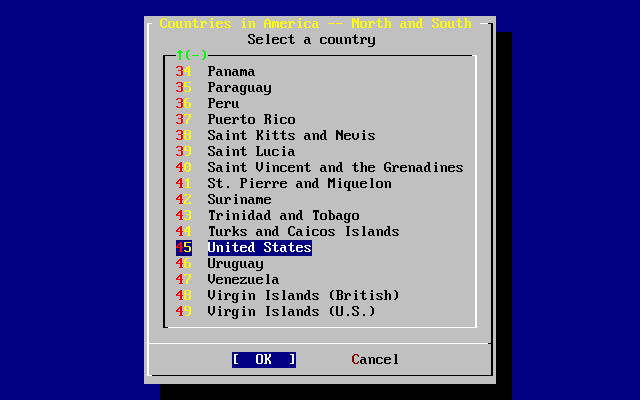 Countries in America -- North and South
Select a country
↑(-)
34 Panama
35 Paraguay
36 Peru
37 Puerto Rico
38 Saint Kitts and Nevis
39 Saint Lucia
40 Saint Vincent and the Grenadines
41 St. Pierre and Miquelon
42 Suriname
43 Trinidad and Tobago
44 Turks and Caicos Islands
45 United States
46 Uruguay
47 Venezuela
48 Virgin Islands (British)
49 Virgin Islands (U.S.)
[ OK ] Cancel